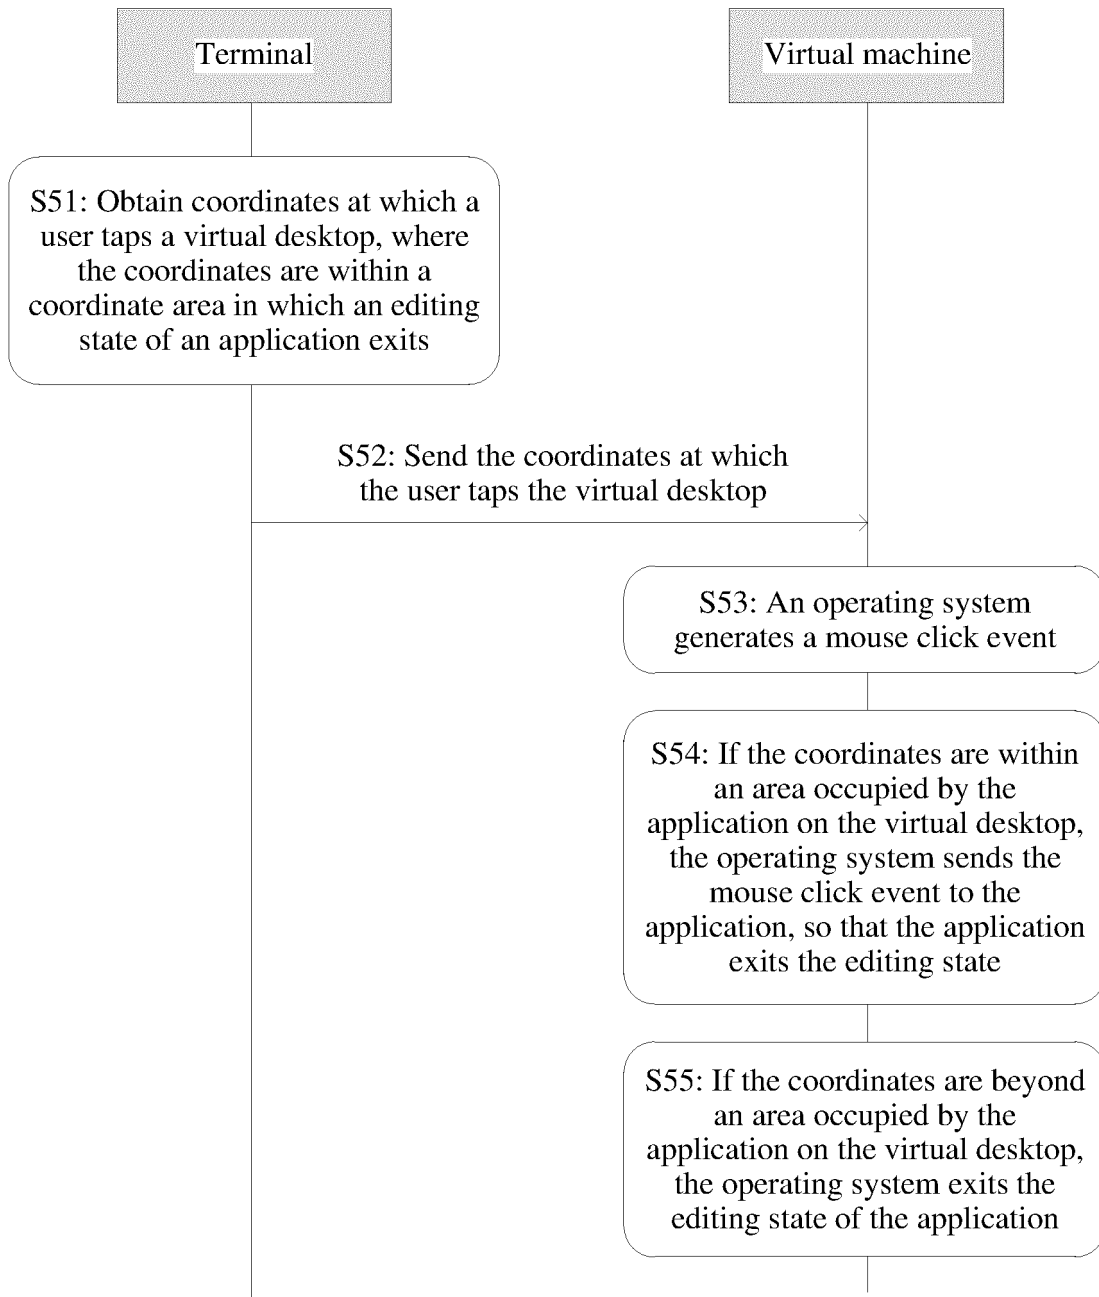 Terminal
Virtual machine
S51: Obtain coordinates at which a
user taps a virtual desktop, where
the coordinates are within a
coordinate area in which an editing
state of an application exits
S52: Send the coordinates at which
the user taps the virtual desktop
S53: An operating system
generates a mouse click event
S54: If the coordinates are within
an area occupied by the
application on the virtual desktop,
the operating system sends the
mouse click event to the
application, so that the application
exits the editing state
S55: If the coordinates are beyond
an area occupied by the
application on the virtual desktop,
the operating system exits the
editing state of the application